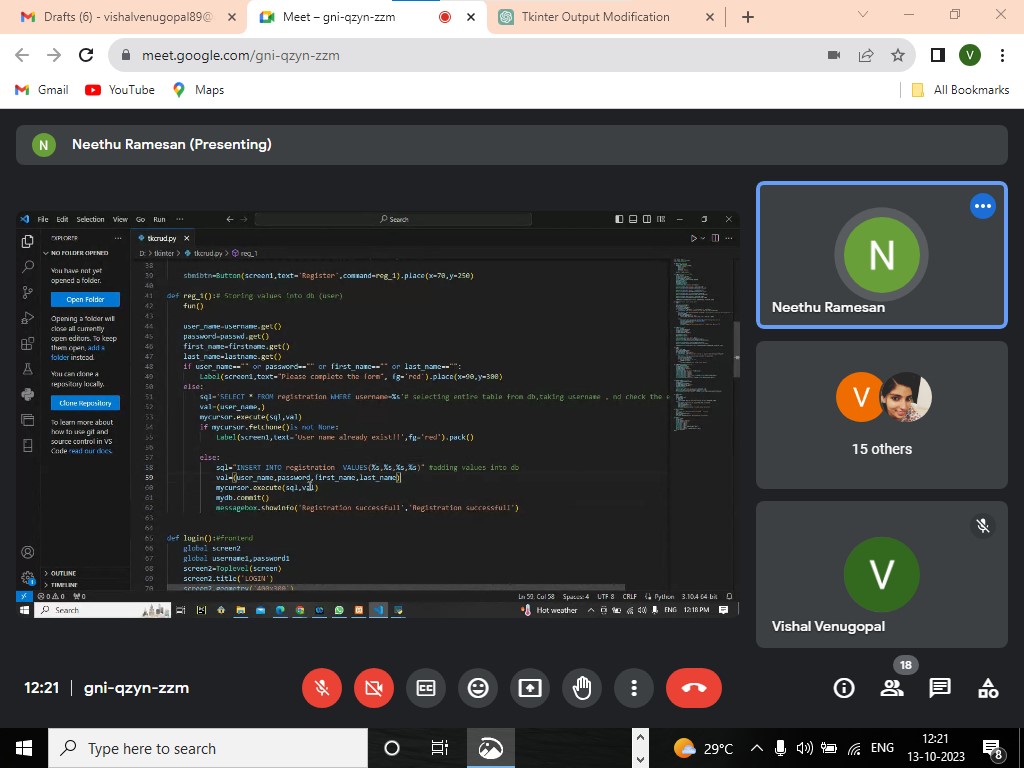 Drafts (6) - vishalvenugopal89@
Meet – gni-qzyn-zzm
Tkinter Output Modification
meet.google.com/gni-qzyn-zzm
V
Gmail
YouTube
Maps
All Bookmarks
N
Neethu Ramesan (Presenting)
File Edit Selection View Go Run ···
Search
EXPLORER
tkcrud.py
NO FOLDER OPENED
D: > tkinter > tkcrud.py > reg_1
You have not yet
opened a folder.
Open Folder
Opening a folder will
close all currently
open editors. To keep
them open, add a
folder instead.
You can clone a
repository locally.
Clone Repository
To learn more about
how to use git and
source control in VS
Code read our docs.
OUTLINE
TIMELINE
38
39 sbmibtn=Button(screen1,text='Register',command=reg_1).place(x=70,y=250)
40
41 def reg_1():# Storing values into db (user)
42 fun()
43
44 user_name=username.get()
45 password=passwd.get()
46 first_name=firstname.get()
47 last_name=lastname.get()
48 if user_name=="" or password=="" or first_name=="" or last_name=="":
49 Label(screen1,text="Please complete the form", fg='red').place(x=90,y=300)
50 else:
51 sql='SELECT * FROM registration WHERE username=%s'# selecting entire table from db,taking username , nd check the e
52 val=(user_name,)
53 mycursor.execute(sql,val)
54 if mycursor.fetchone()is not None:
55 Label(screen1,text='User name already exist!!',fg='red').pack()
56
57 else:
58 sql="INSERT INTO registration VALUES(%s,%s,%s,%s)" #adding values into db
59 val=(user_name,password,first_name,last_name)
60 mycursor.execute(sql,val)
61 mydb.commit()
62 messagebox.showinfo('Registration successfull','Registration successfull')
63
64
65 def login():#frontend
66 global screen2
67 global username1,password1
68 screen2=Toplevel(screen)
69 screen2.title('LOGIN')
70 screen2.geometry('400x300')
0 0 0
Ln 59, Col 58 Spaces: 4 UTF-8 CRLF Python 3.10.4 64-bit
Search
Hot weather
ENG
12:18 PM
N
Neethu Ramesan
V
15 others
V
Vishal Venugopal
12:21 | gni-qzyn-zzm
18
Type here to search
29°C
ENG
12:21
13-10-2023
8